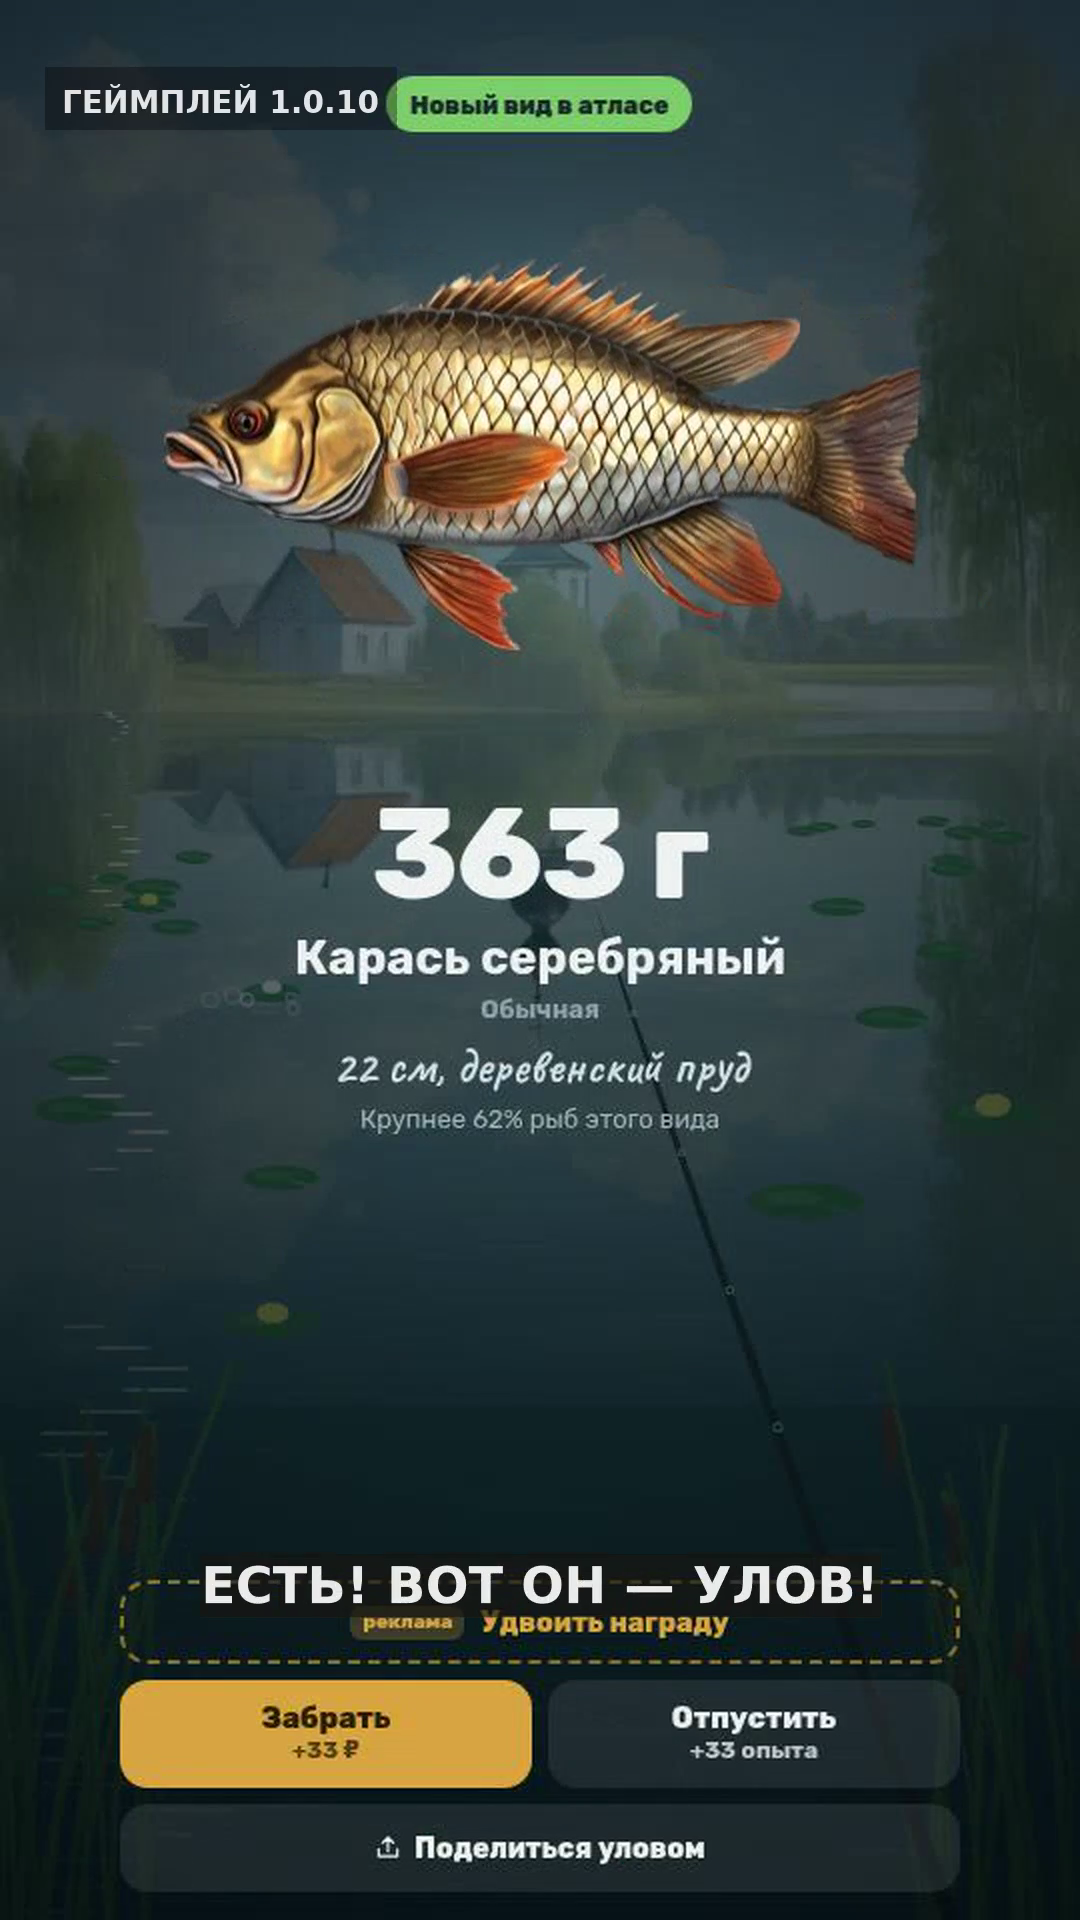 ГЕЙМПЛЕЙ 1.0.10
Новый вид в атласе
363 г
Карась серебряный
Обычная
22 см, деревенский пруд
Крупнее 62% рыб этого вида
ЕСТЬ! ВОТ ОН — УЛОВ!
реклама Удвоить награду
Забрать
+33 ₽
Отпустить
+33 опыта
Поделиться уловом